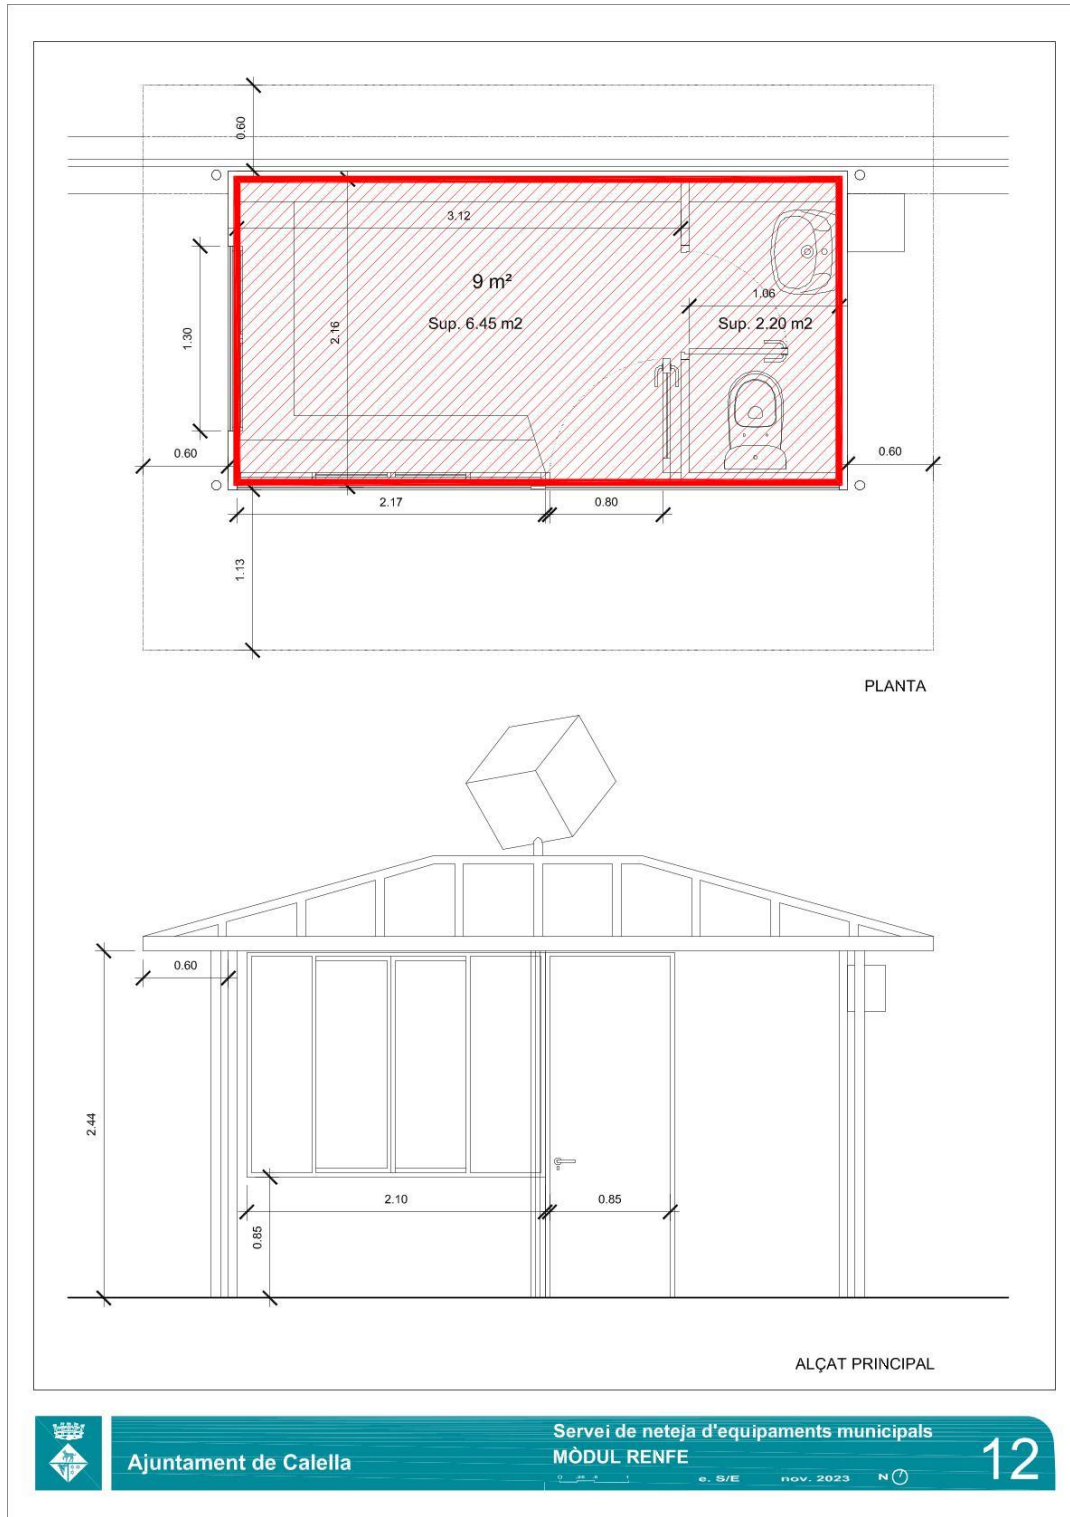 0.60
3.12
9 m²
1.06
Sup. 6.45 m2
Sup. 2.20 m2
1.30
2.16
0.60
0.60
2.17
0.80
1.13
PLANTA
0.60
2.44
2.10
0.85
0.85
ALÇAT PRINCIPAL
Ajuntament de Calella
Servei de neteja d'equipaments municipals
MÒDUL RENFE
e. S/E
nov. 2023
N
12